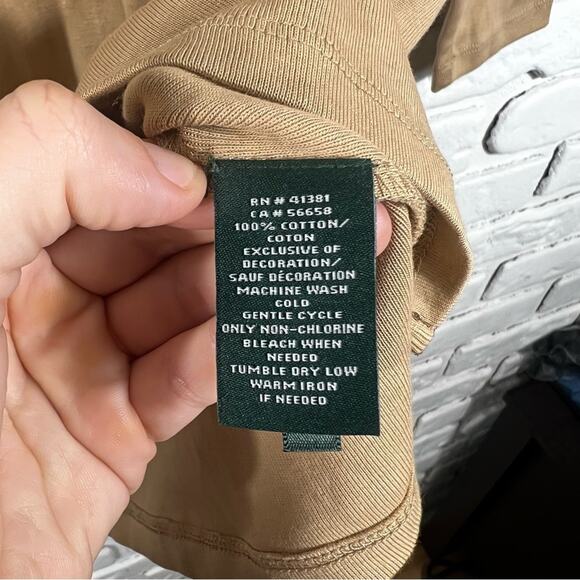 RN # 41381
CA # 56658
100% COTTON/
COTON
EXCLUSIVE OF
DECORATION/
SAUF DÉCORATION
MACHINE WASH
COLD
GENTLE CYCLE
ONLY NON-CHLORINE
BLEACH WHEN
NEEDED
TUMBLE DRY LOW
WARM IRON
IF NEEDED